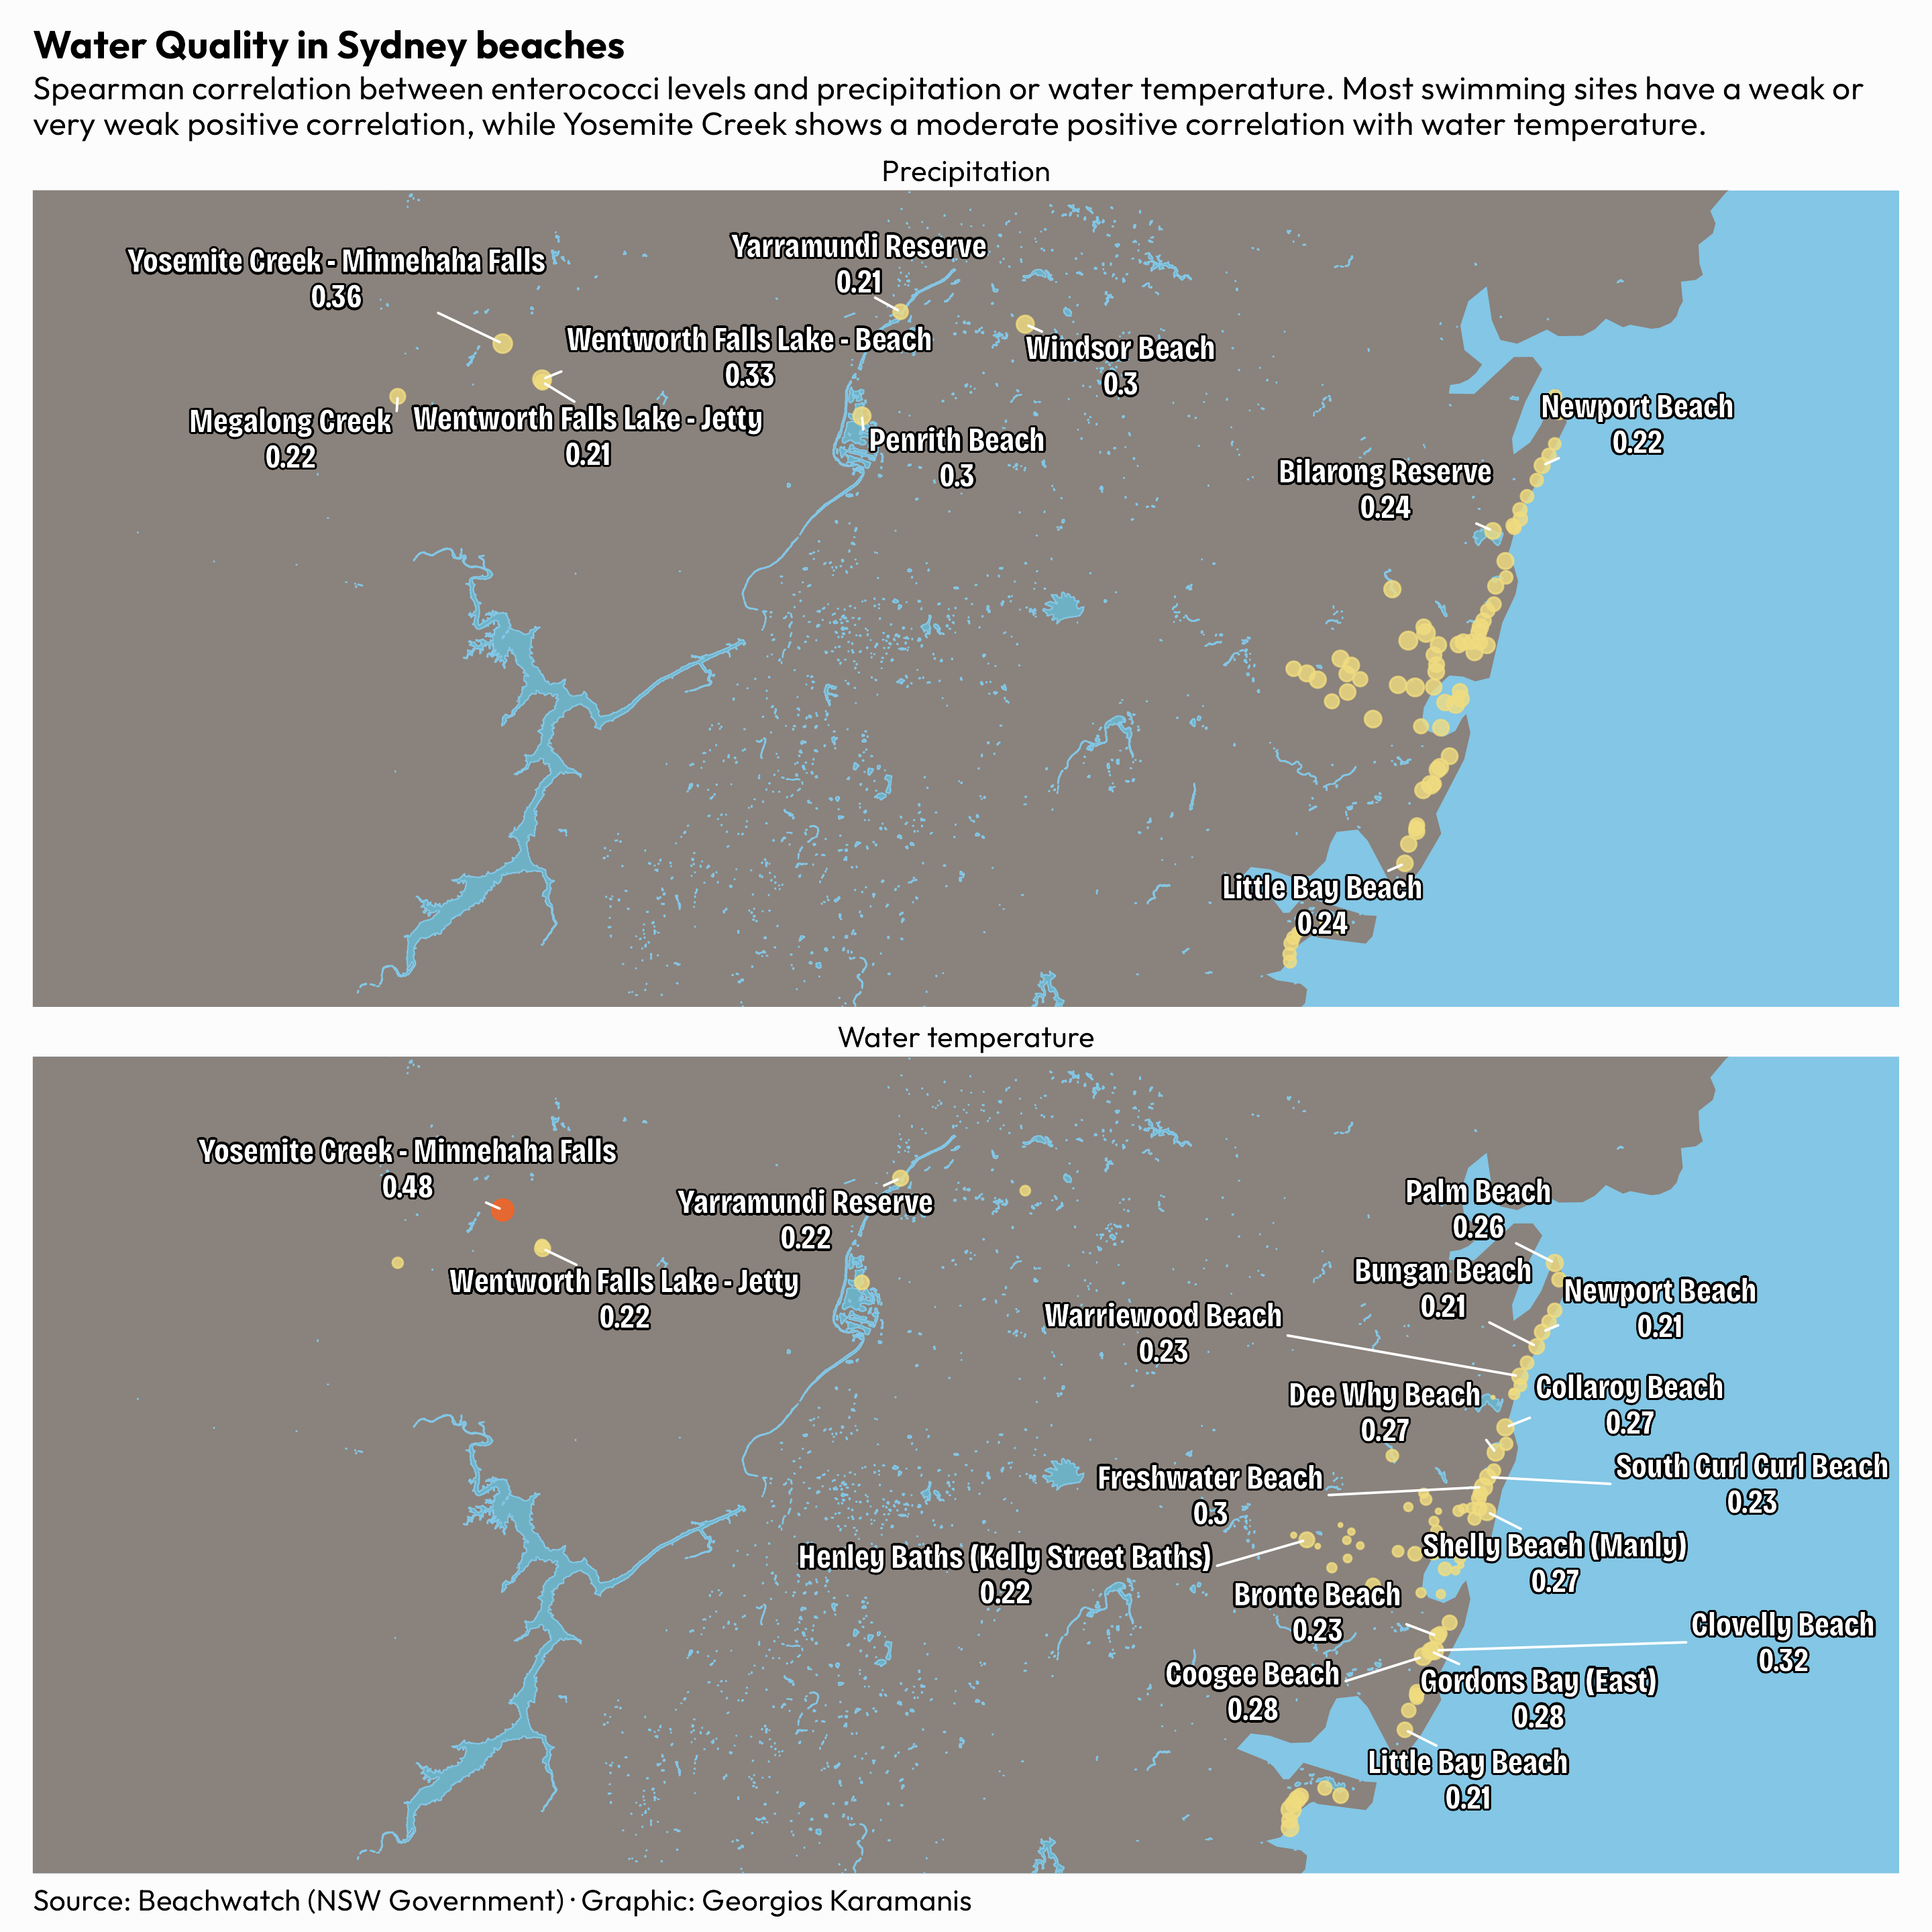 Water Quality in Sydney beaches
Spearman correlation between enterococci levels and precipitation or water temperature. Most swimming sites have a weak or
very weak positive correlation, while Yosemite Creek shows a moderate positive correlation with water temperature.
Precipitation
Yosemite Creek - Minnehaha Falls
0.36
Yarramundi Reserve
0.21
Wentworth Falls Lake - Beach
0.33
Windsor Beach
0.3
Megalong Creek
0.22
Wentworth Falls Lake - Jetty
0.21
Penrith Beach
0.3
Newport Beach
0.22
Bilarong Reserve
0.24
Little Bay Beach
0.24
Water temperature
Yosemite Creek - Minnehaha Falls
0.48
Yarramundi Reserve
0.22
Wentworth Falls Lake - Jetty
0.22
Palm Beach
0.26
Bungan Beach
0.21
Newport Beach
0.21
Warriewood Beach
0.23
Dee Why Beach
0.27
Collaroy Beach
0.27
Freshwater Beach
0.3
South Curl Curl Beach
0.23
Henley Baths (Kelly Street Baths)
0.22
Shelly Beach (Manly)
0.27
Bronte Beach
0.23
Clovelly Beach
0.32
Coogee Beach
0.28
Gordons Bay (East)
0.28
Little Bay Beach
0.21
Source: Beachwatch (NSW Government) · Graphic: Georgios Karamanis